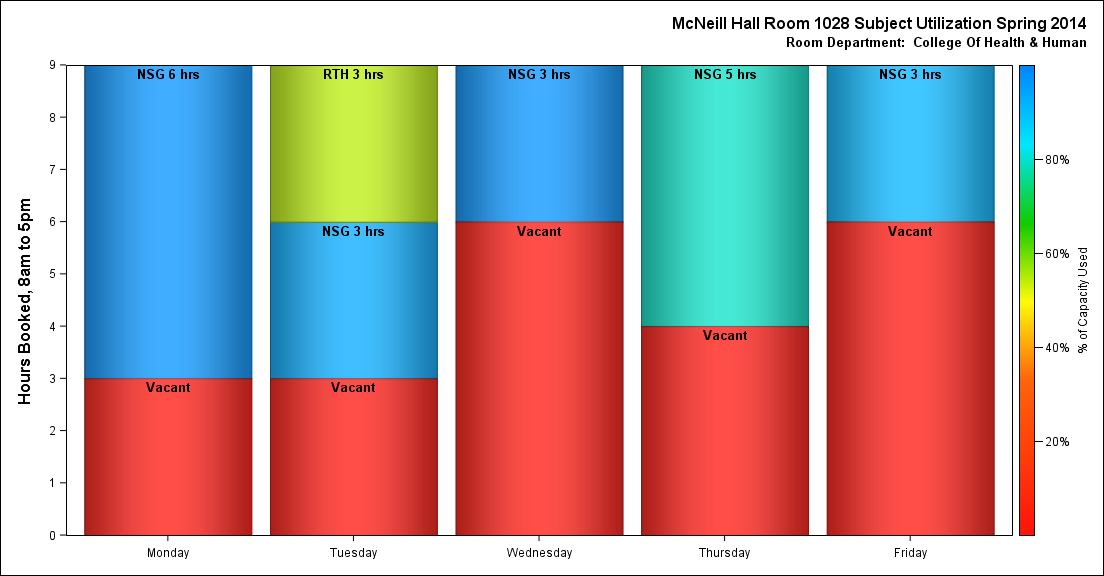 McNeill Hall Room 1028 Subject Utilization Spring 2014
Room Department: College Of Health & Human
Hours Booked, 8am to 5pm
9
8
7
6
5
4
3
2
1
0
NSG 6 hrs
Vacant
RTH 3 hrs
NSG 3 hrs
Vacant
NSG 3 hrs
Vacant
NSG 5 hrs
Vacant
NSG 3 hrs
Vacant
Monday
Tuesday
Wednesday
Thursday
Friday
80%
60%
40%
20%
% of Capacity Used